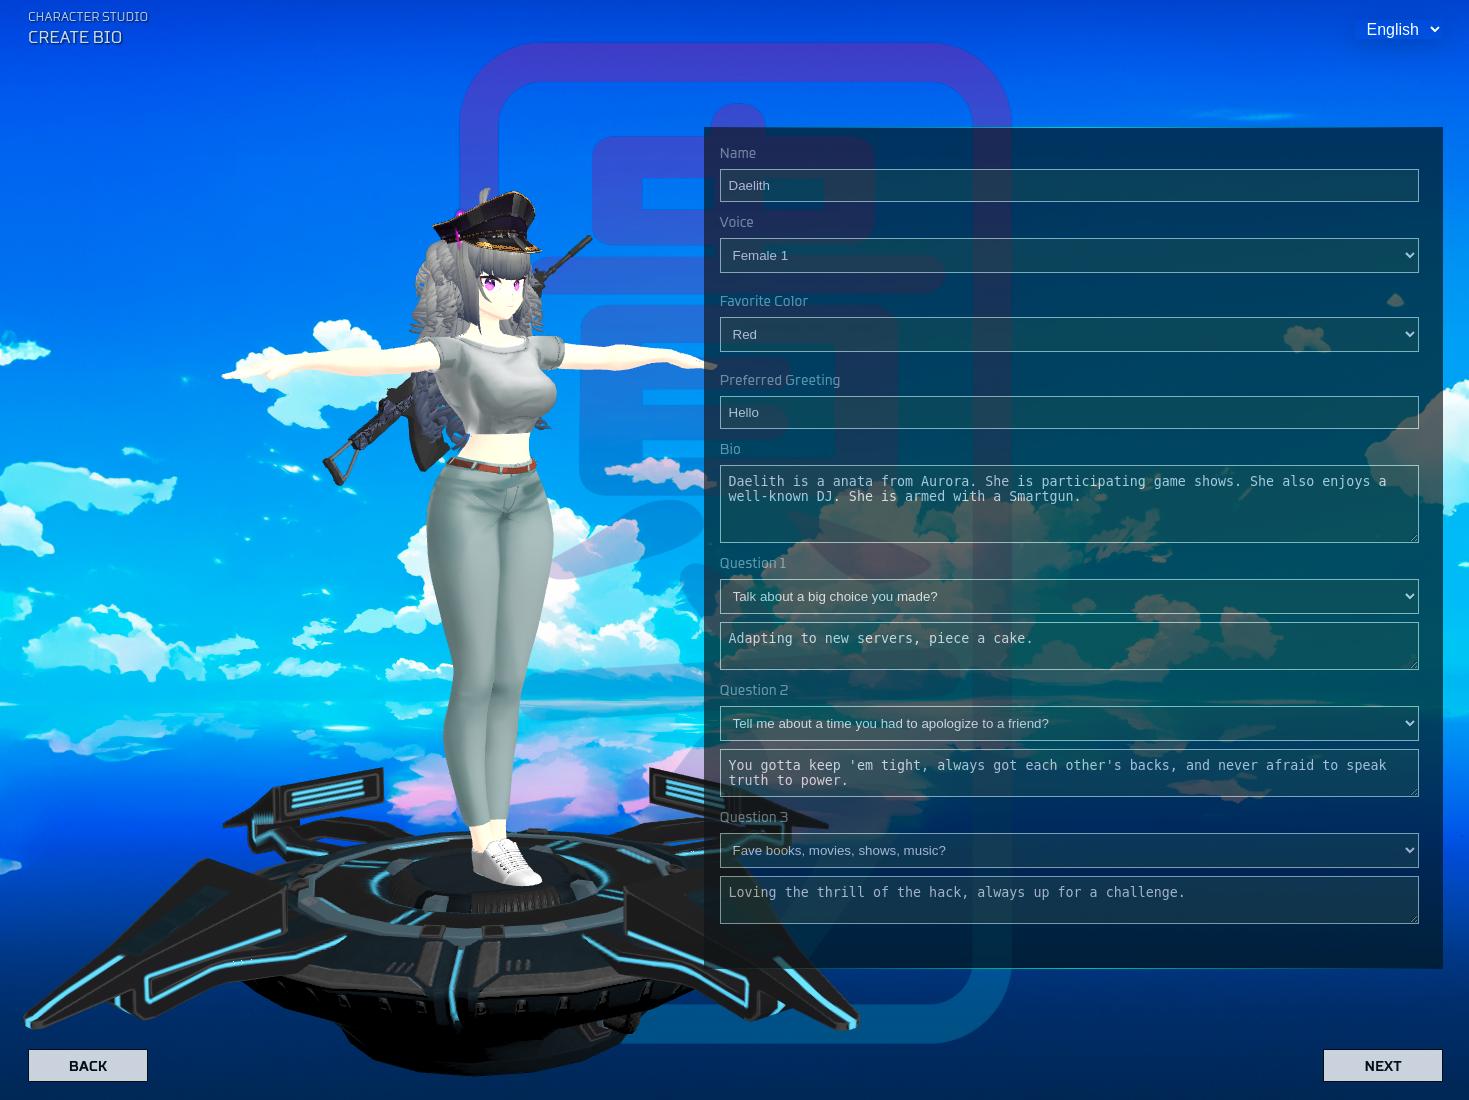 CHARACTER STUDIO
CREATE BIO
English
Name
Daelith
Voice
Female 1
Favorite Color
Red
Preferred Greeting
Hello
Bio
Daelith is a anata from Aurora. She is participating game shows. She also enjoys a
well-known DJ. She is armed with a Smartgun.
Question 1
Talk about a big choice you made?
Adapting to new servers, piece a cake.
Question 2
Tell me about a time you had to apologize to a friend?
You gotta keep 'em tight, always got each other's backs, and never afraid to speak
truth to power.
Question 3
Fave books, movies, shows, music?
Loving the thrill of the hack, always up for a challenge.
BACK
NEXT